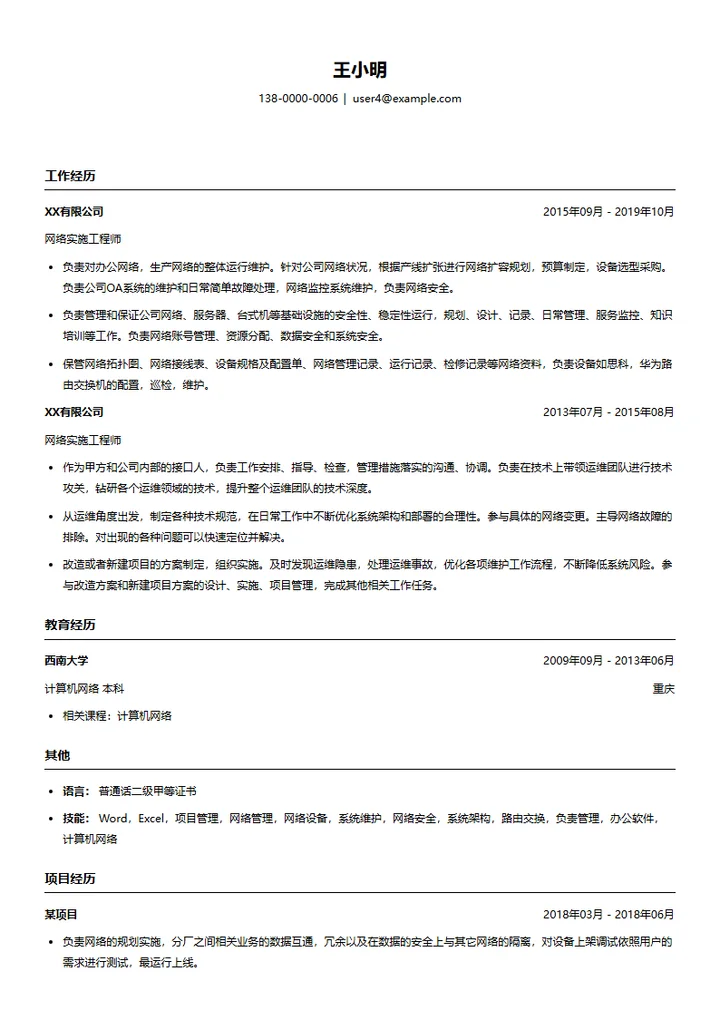 王小明
138-0000-0006 | user4@example.com
工作经历
XX有限公司 2015年09月 - 2019年10月
网络实施工程师
• 负责对办公网络，生产网络的整体运行维护。针对公司网络状况，根据产线扩张进行网络扩容规划，预算制定，设备选型采购。
负责公司OA系统的维护和日常简单故障处理，网络监控系统维护，负责网络安全。
• 负责管理和保证公司网络、服务器、台式机等基础设施的安全性、稳定性运行，规划、设计、记录、日常管理、服务监控、知识
培训等工作。负责网络账号管理、资源分配、数据安全和系统安全。
• 保管网络拓扑图、网络接线表、设备规格及配置单、网络管理记录、运行记录、检修记录等网络资料，负责设备如思科，华为路
由交换机的配置，巡检，维护。
XX有限公司 2013年07月 - 2015年08月
网络实施工程师
• 作为甲方和公司内部的接口人，负责工作安排、指导、检查，管理措施落实的沟通、协调。负责在技术上带领运维团队进行技术
攻关，钻研各个运维领域的技术，提升整个运维团队的技术深度。
• 从运维角度出发，制定各种技术规范，在日常工作中不断优化系统架构和部署的合理性。参与具体的网络变更。主导网络故障的
排除。对出现的各种问题可以快速定位并解决。
• 改造或者新建项目的方案制定，组织实施。及时发现运维隐患，处理运维事故，优化各项维护工作流程，不断降低系统风险。参
与改造方案和新建项目方案的设计、实施、项目管理，完成其他相关工作任务。
教育经历
西南大学 2009年09月 - 2013年06月
计算机网络 本科 重庆
• 相关课程：计算机网络
其他
• 语言： 普通话二级甲等证书
• 技能： Word，Excel，项目管理，网络管理，网络设备，系统维护，网络安全，系统架构，路由交换，负责管理，办公软件，
计算机网络
项目经历
某项目 2018年03月 - 2018年06月
• 负责网络的规划实施，分厂之间相关业务的数据互通，冗余以及在数据的安全上与其它网络的隔离，对设备上架调试依照用户的
需求进行测试，最运行上线。